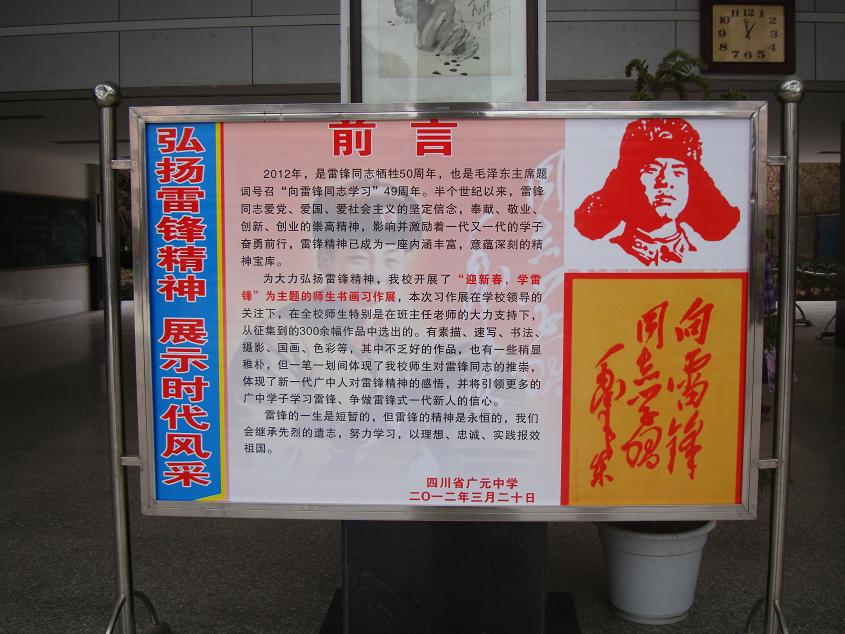 弘扬雷锋精神 展示时代风采
前言
2012年，是雷锋同志牺牲50周年，也是毛泽东主席题
词号召“向雷锋同志学习”49周年。半个世纪以来，雷锋
同志爱党、爱国、爱社会主义的坚定信念，奉献、敬业、
创新、创业的崇高精神，影响并激励着一代又一代的学子
奋勇前行，雷锋精神已成为一座内涵丰富，意蕴深刻的精
神宝库。
为大力弘扬雷锋精神，我校开展了“迎新春，学雷
锋”为主题的师生书画习作展，本次习作展在学校领导的
关注下，在全校师生特别是在班主任老师的大力支持下，
从征集到的300余幅作品中选出的。有素描、速写、书法、
摄影、国画、色彩等，其中不乏好的作品，也有一些稍显
稚朴，但一笔一划间体现了我校师生对雷锋同志的推崇，
体现了新一代广中人对雷锋精神的感悟，并将引领更多的
广中学子学习雷锋、争做雷锋式一代新人的信心。
雷锋的一生是短暂的，但雷锋的精神是永恒的，我们
会继承先烈的遗志，努力学习，以理想、忠诚、实践报效
祖国。
四川省广元中学
二〇一二年三月二十日
向雷锋
同志学习
毛泽东
11 12 1
10 2
9 3
8 4
7 6 5